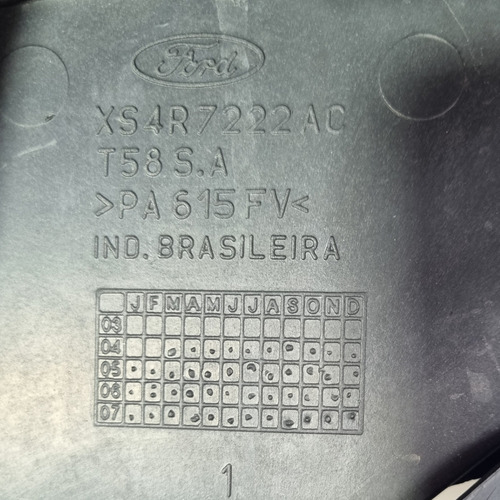 Ford
XS4R7222AC
T58 S.A
>PA 615 FV<
IND. BRASILEIRA
J F M A M J J A S O N D
03
04
05
06
07
1